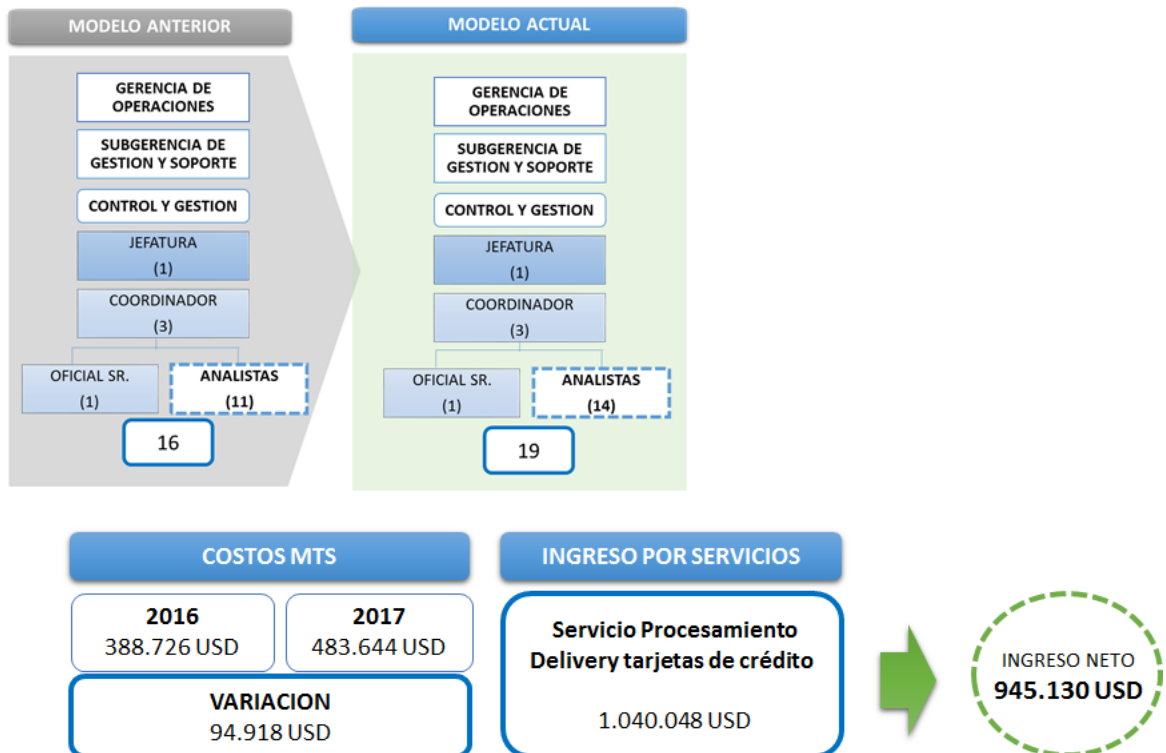 MODELO ANTERIOR
GERENCIA DE
OPERACIONES
SUBGERENCIA DE
GESTION Y SOPORTE
CONTROL Y GESTION
JEFATURA
(1)
COORDINADOR
(3)
OFICIAL SR.
(1)
ANALISTAS
(11)
16
MODELO ACTUAL
GERENCIA DE
OPERACIONES
SUBGERENCIA DE
GESTION Y SOPORTE
CONTROL Y GESTION
JEFATURA
(1)
COORDINADOR
(3)
OFICIAL SR.
(1)
ANALISTAS
(14)
19
COSTOS MTS
2016
388.726 USD
2017
483.644 USD
VARIACION
94.918 USD
INGRESO POR SERVICIOS
Servicio Procesamiento
Delivery tarjetas de crédito
1.040.048 USD
INGRESO NETO
945.130 USD